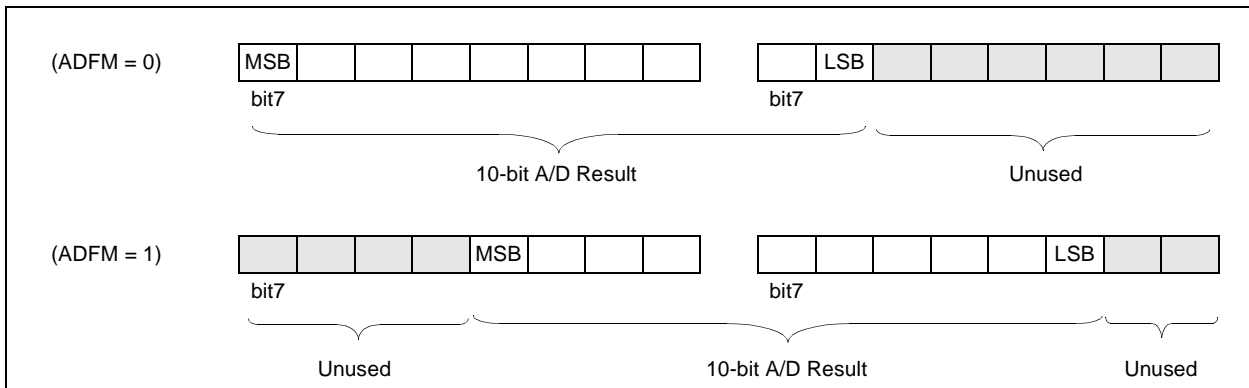 (ADFM = 0)
MSB
LSB
bit7
bit7
10-bit A/D Result
Unused
(ADFM = 1)
MSB
LSB
bit7
bit7
Unused
10-bit A/D Result
Unused